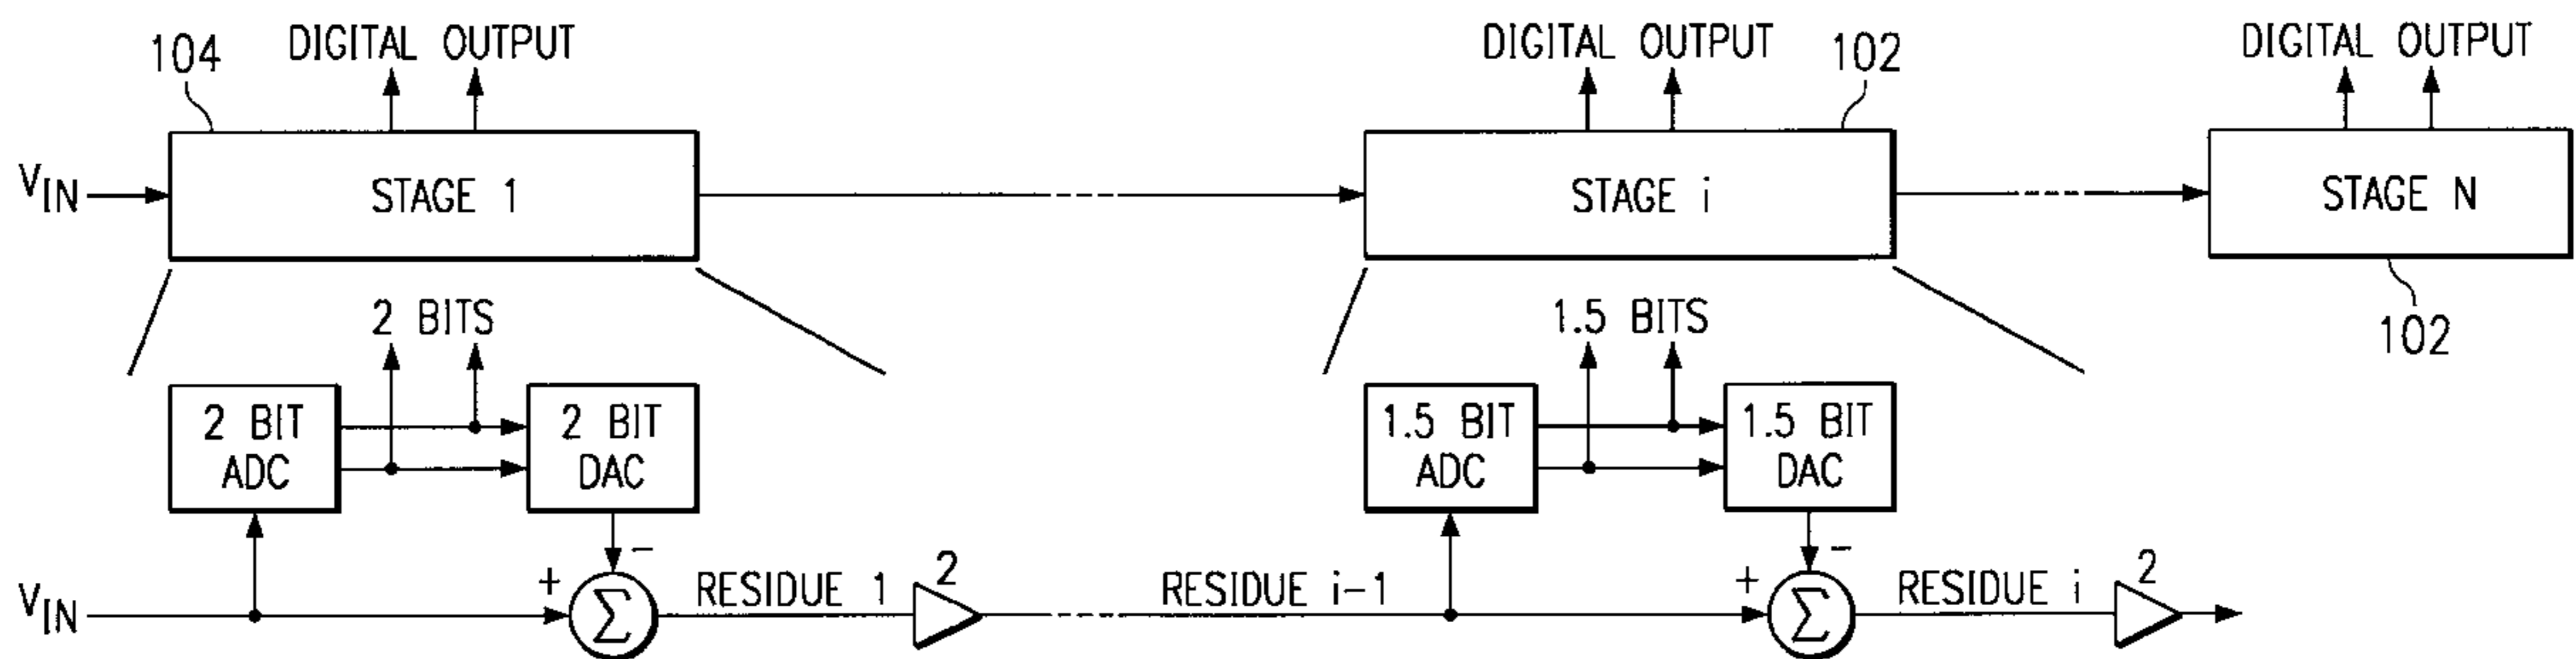 104
DIGITAL OUTPUT
DIGITAL OUTPUT
102
DIGITAL OUTPUT
VIN
STAGE 1
STAGE i
STAGE N
102
2 BITS
1.5 BITS
2 BIT
ADC
2 BIT
DAC
1.5 BIT
ADC
1.5 BIT
DAC
VIN
+
-
Σ
RESIDUE 1
2
RESIDUE i-1
+
-
Σ
RESIDUE i
2